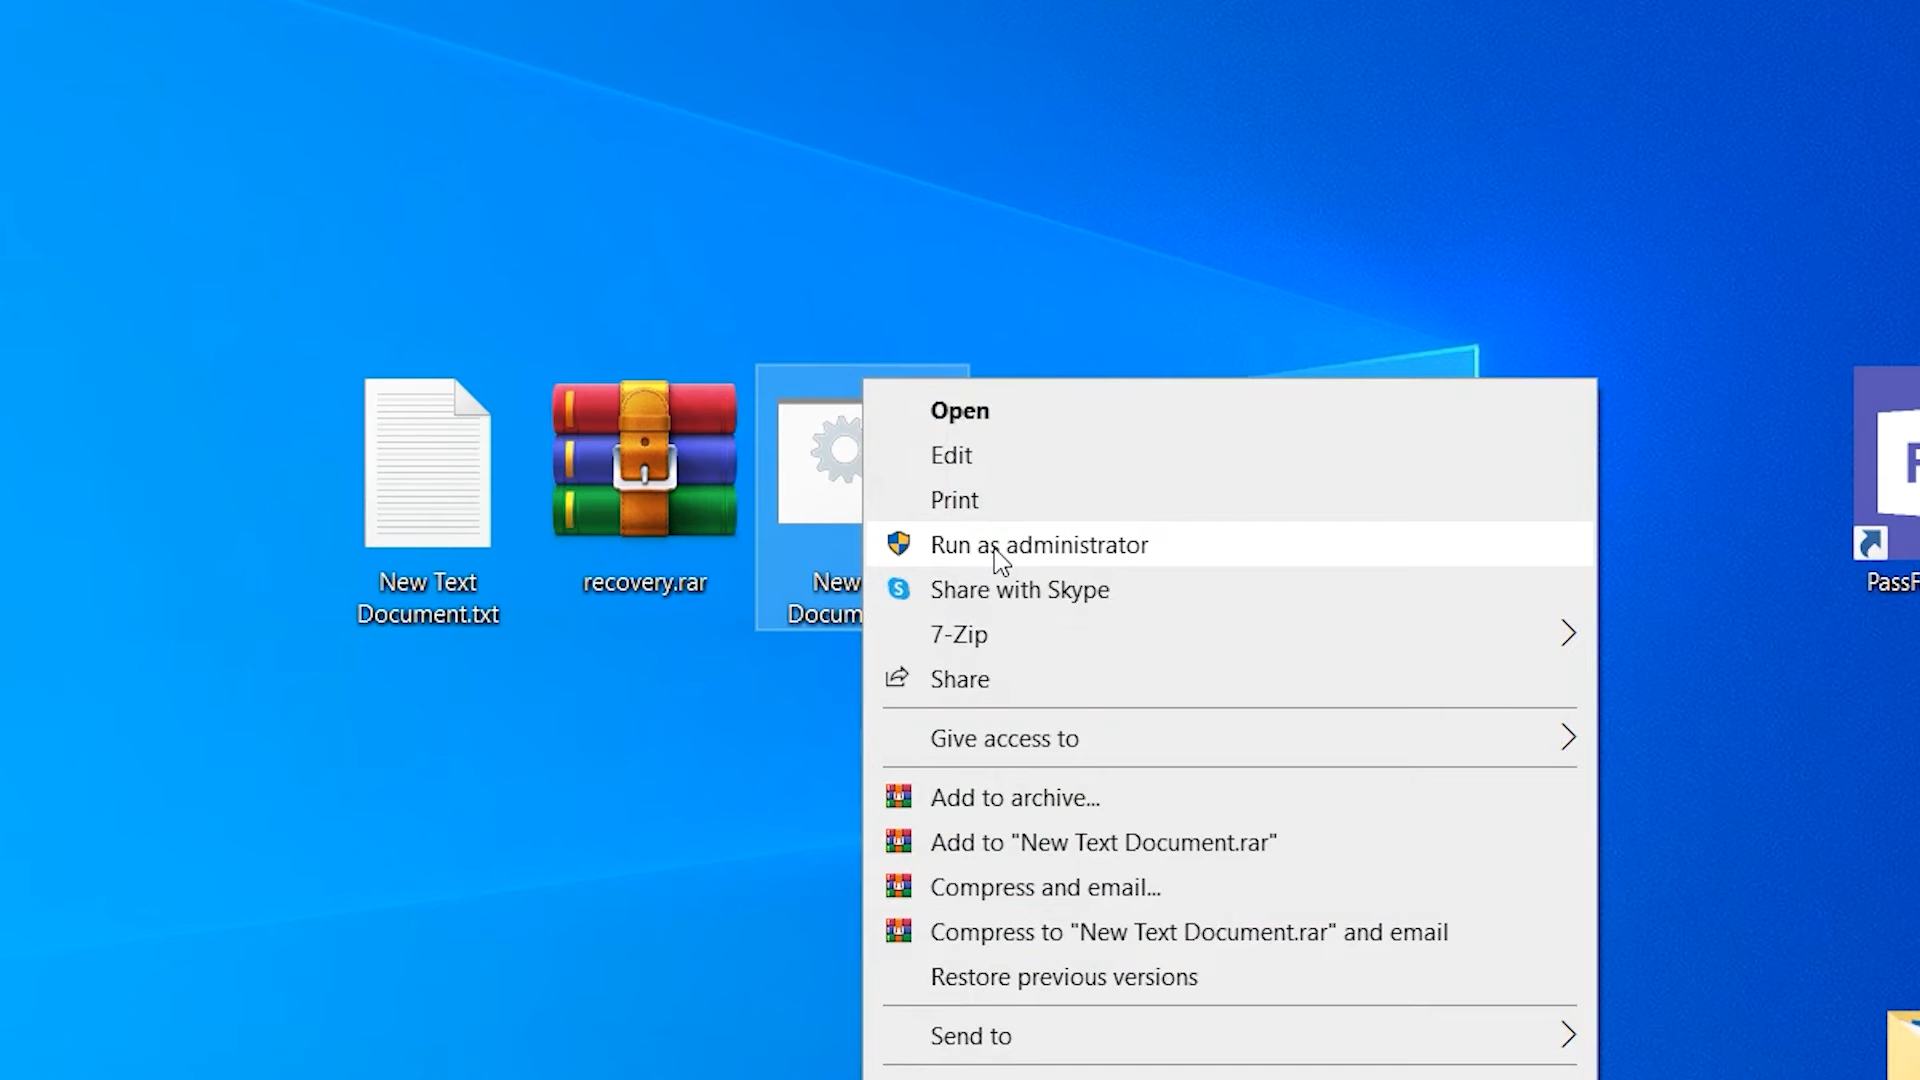 New Text
Document.txt
recovery.rar
New
Open
Edit
Print
Run as administrator
Share with Skype
7-Zip
Share
Give access to
Add to archive...
Add to "New Text Document.rar"
Compress and email...
Compress to "New Text Document.rar" and email
Restore previous versions
Send to